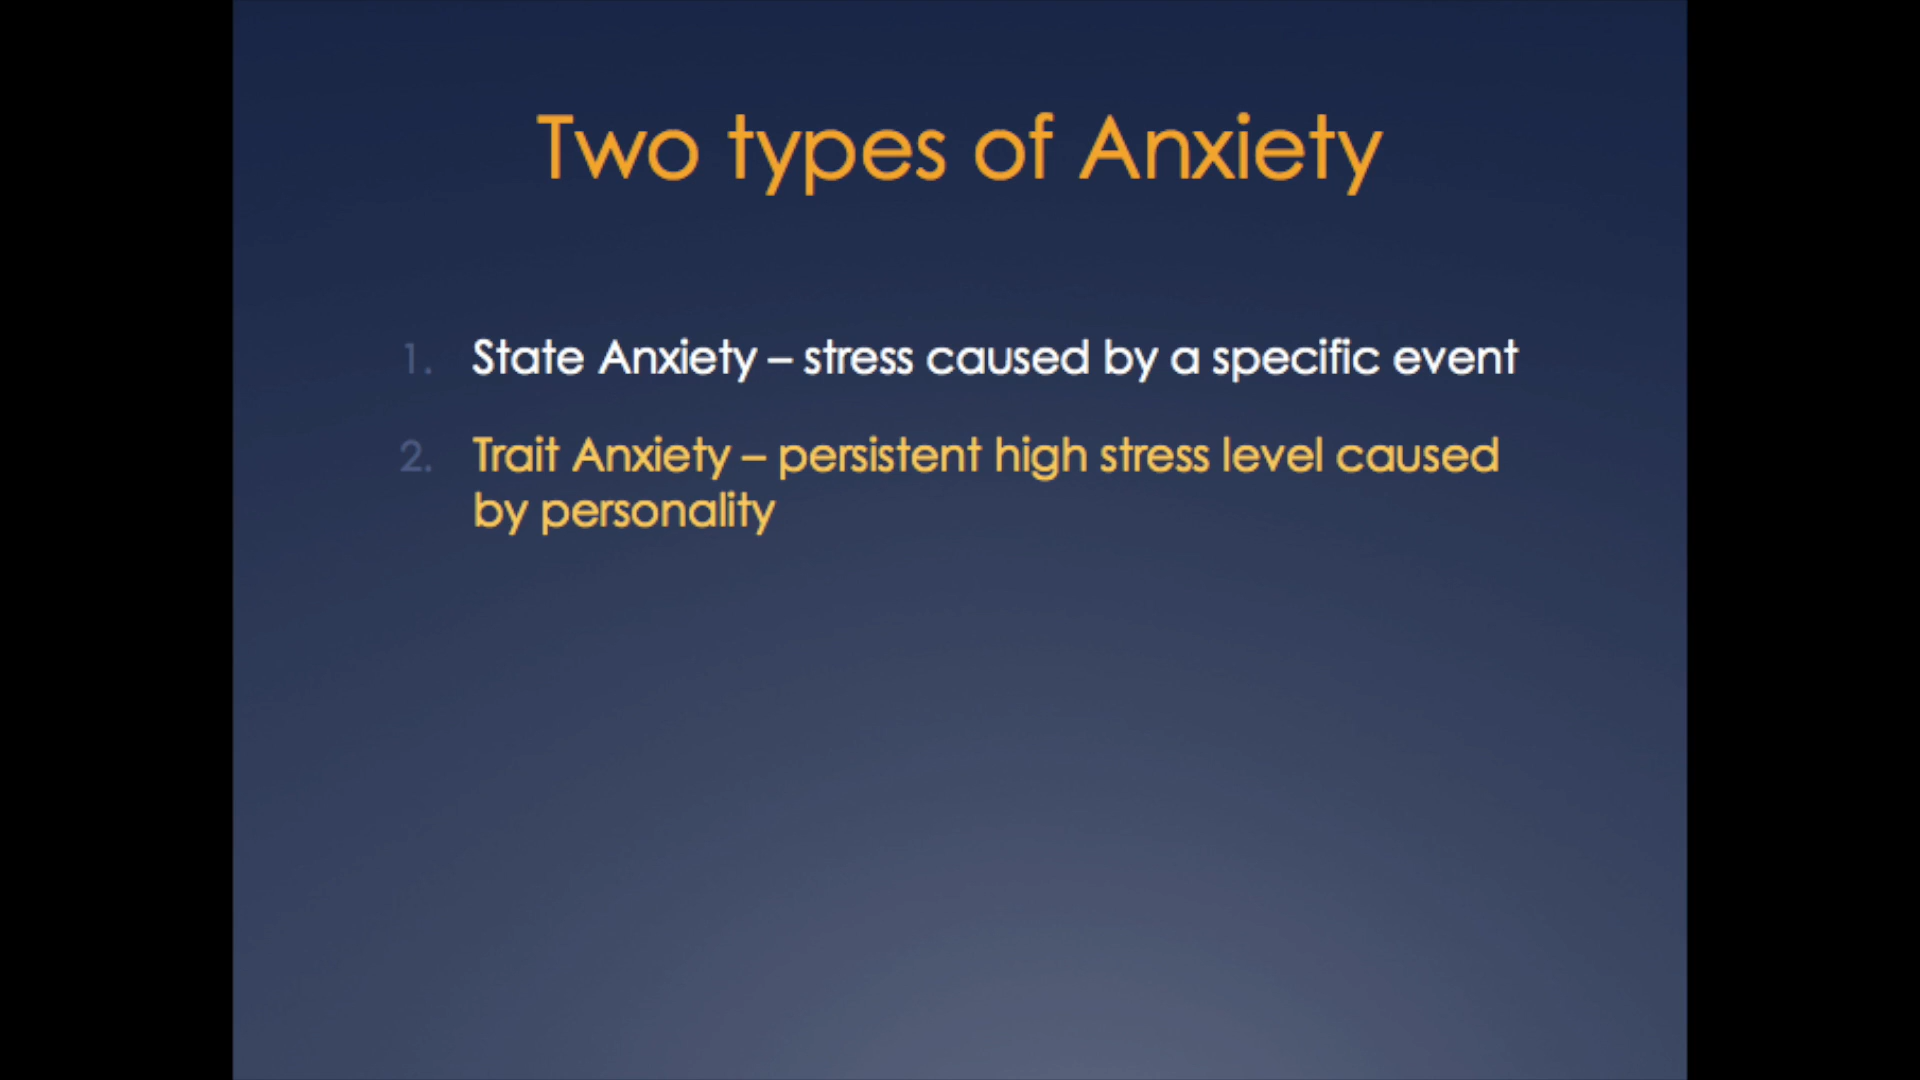 Two types of Anxiety
1. State Anxiety – stress caused by a specific event
2. Trait Anxiety – persistent high stress level caused
by personality